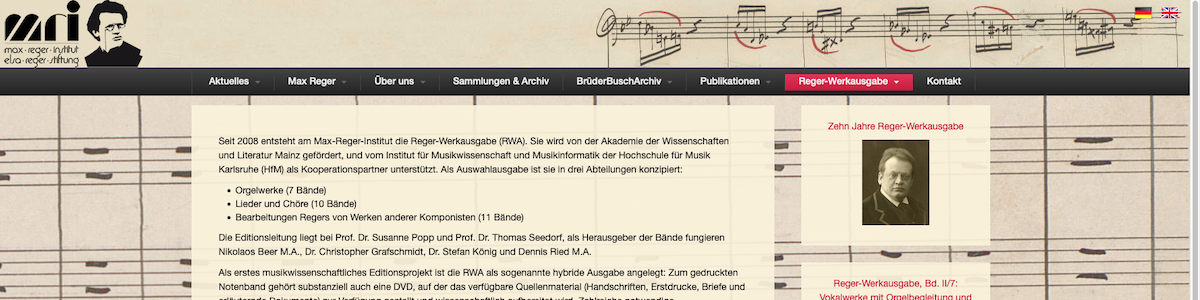 mri
max·reger·institut
elsa·reger·stiftung
Aktuelles
Max Reger
Über uns
Sammlungen & Archiv
BrüderBuschArchiv
Publikationen
Reger-Werkausgabe
Kontakt
Seit 2008 entsteht am Max-Reger-Institut die Reger-Werkausgabe (RWA). Sie wird von der Akademie der Wissenschaften
und Literatur Mainz gefördert, und vom Institut für Musikwissenschaft und Musikinformatik der Hochschule für Musik
Karlsruhe (HfM) als Kooperationspartner unterstützt. Als Auswahlausgabe ist sie in drei Abteilungen konzipiert:
• Orgelwerke (7 Bände)
• Lieder und Chöre (10 Bände)
• Bearbeitungen Regers von Werken anderer Komponisten (11 Bände)
Die Editionsleitung liegt bei Prof. Dr. Susanne Popp und Prof. Dr. Thomas Seedorf, als Herausgeber der Bände fungieren
Nikolaos Beer M.A., Dr. Christopher Grafschmidt, Dr. Stefan König und Dennis Ried M.A.
Als erstes musikwissenschaftliches Editionsprojekt ist die RWA als sogenannte hybride Ausgabe angelegt: Zum gedruckten
Notenband gehört substanziell auch eine DVD, auf der das verfügbare Quellenmaterial (Handschriften, Erstdrucke, Briefe und
Zehn Jahre Reger-Werkausgabe
Reger-Werkausgabe, Bd. II/7:
Vokalwerke mit Orgelbegleitung und